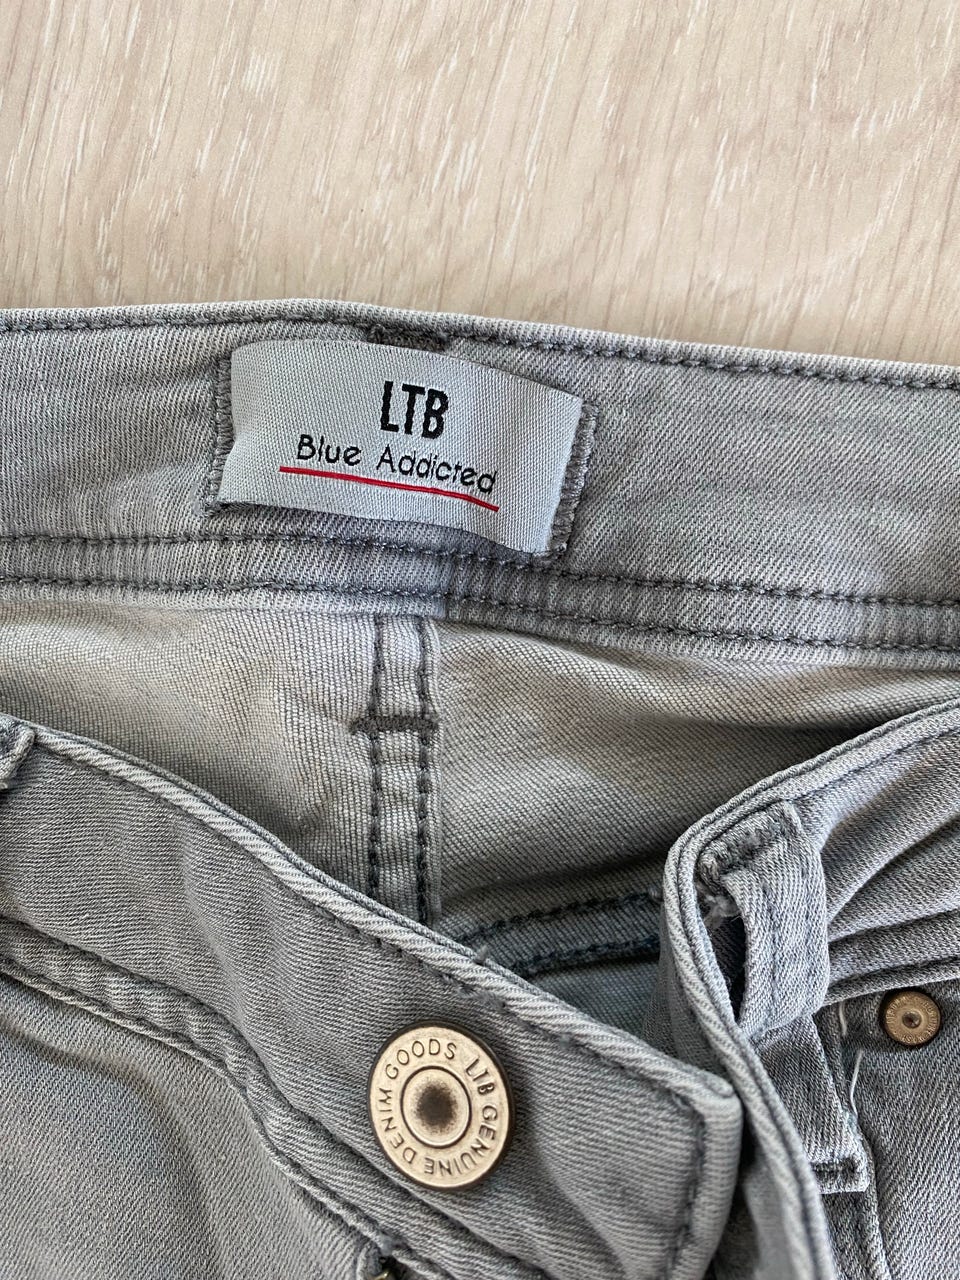 LTB
Blue Addicted
LTB GENUINE DENIM GOODS